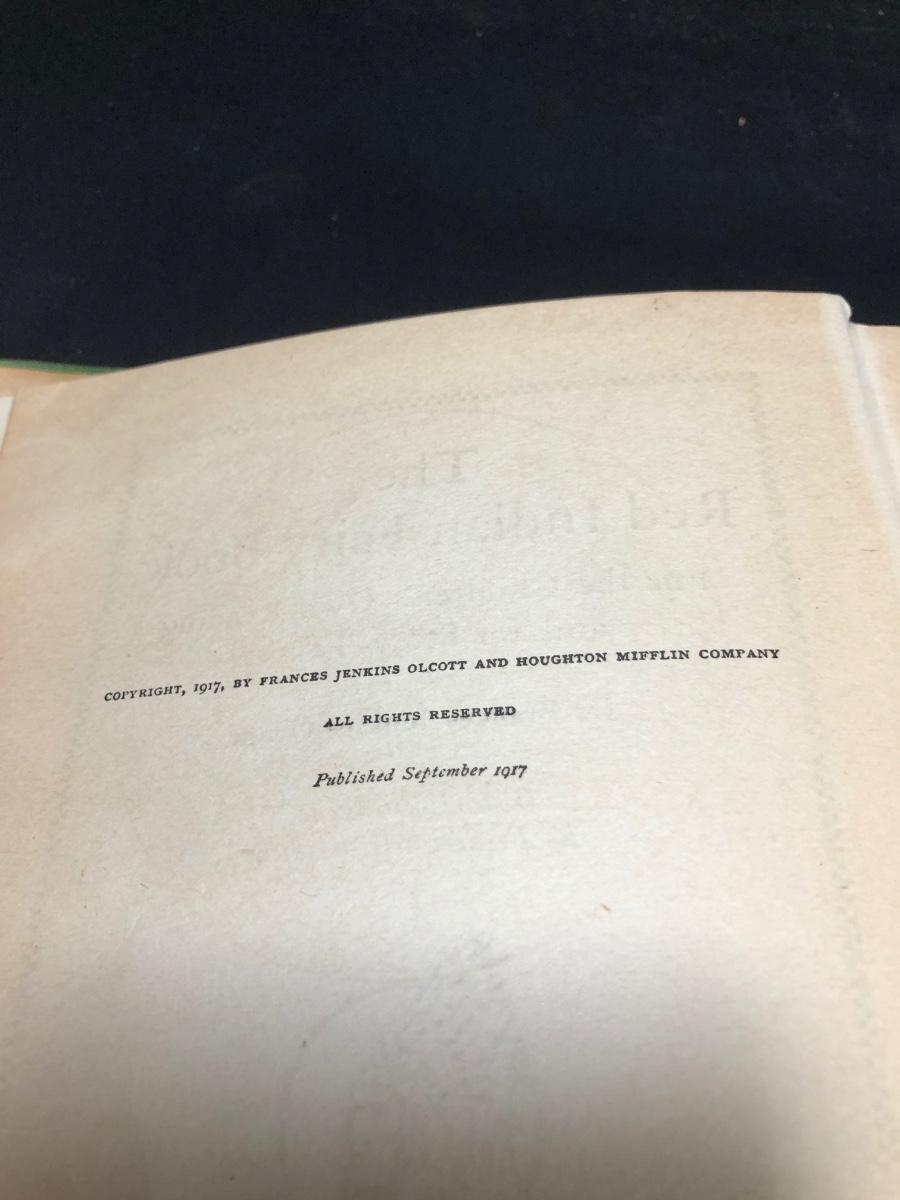 COPYRIGHT, 1917, BY FRANCES JENKINS OLCOTT AND HOUGHTON MIFFLIN COMPANY
ALL RIGHTS RESERVED
Published September 1917